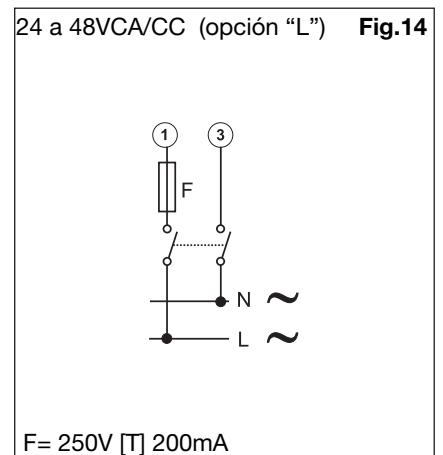 24 a 48VCA/CC (opción “L”) Fig.14
1 3
F
N ~
L ~
F= 250V [T] 200mA